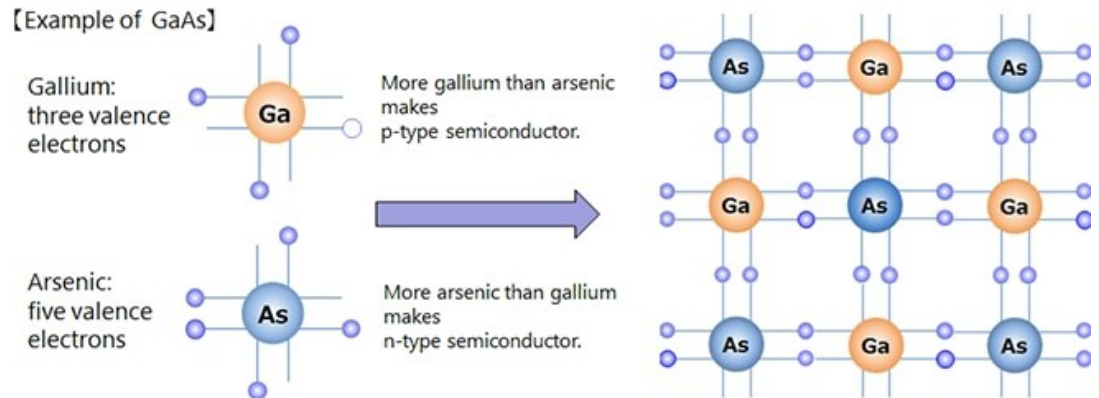 【Example of GaAs】
Gallium:
three valence
electrons
Ga
More gallium than arsenic
makes
p-type semiconductor.
Arsenic:
five valence
electrons
As
More arsenic than gallium
makes
n-type semiconductor.
As Ga As
Ga As Ga
As Ga As